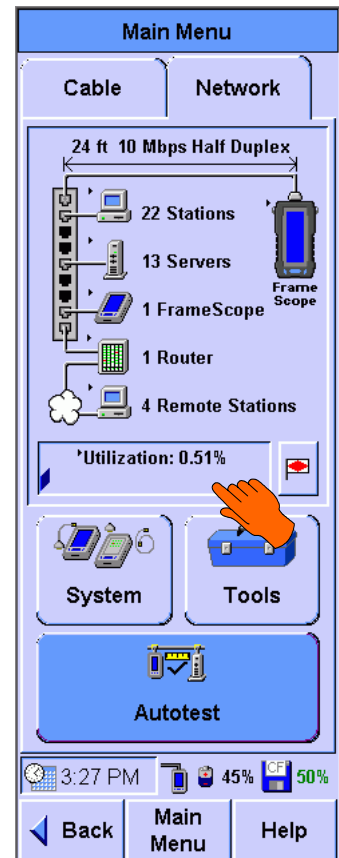 Main Menu
Cable
Network
24 ft 10 Mbps Half Duplex
22 Stations
13 Servers
Frame
Scope
1 FrameScope
1 Router
4 Remote Stations
Utilization: 0.51%
System
Tools
Autotest
3:27 PM
45%
CF
50%
Back
Main
Menu
Help